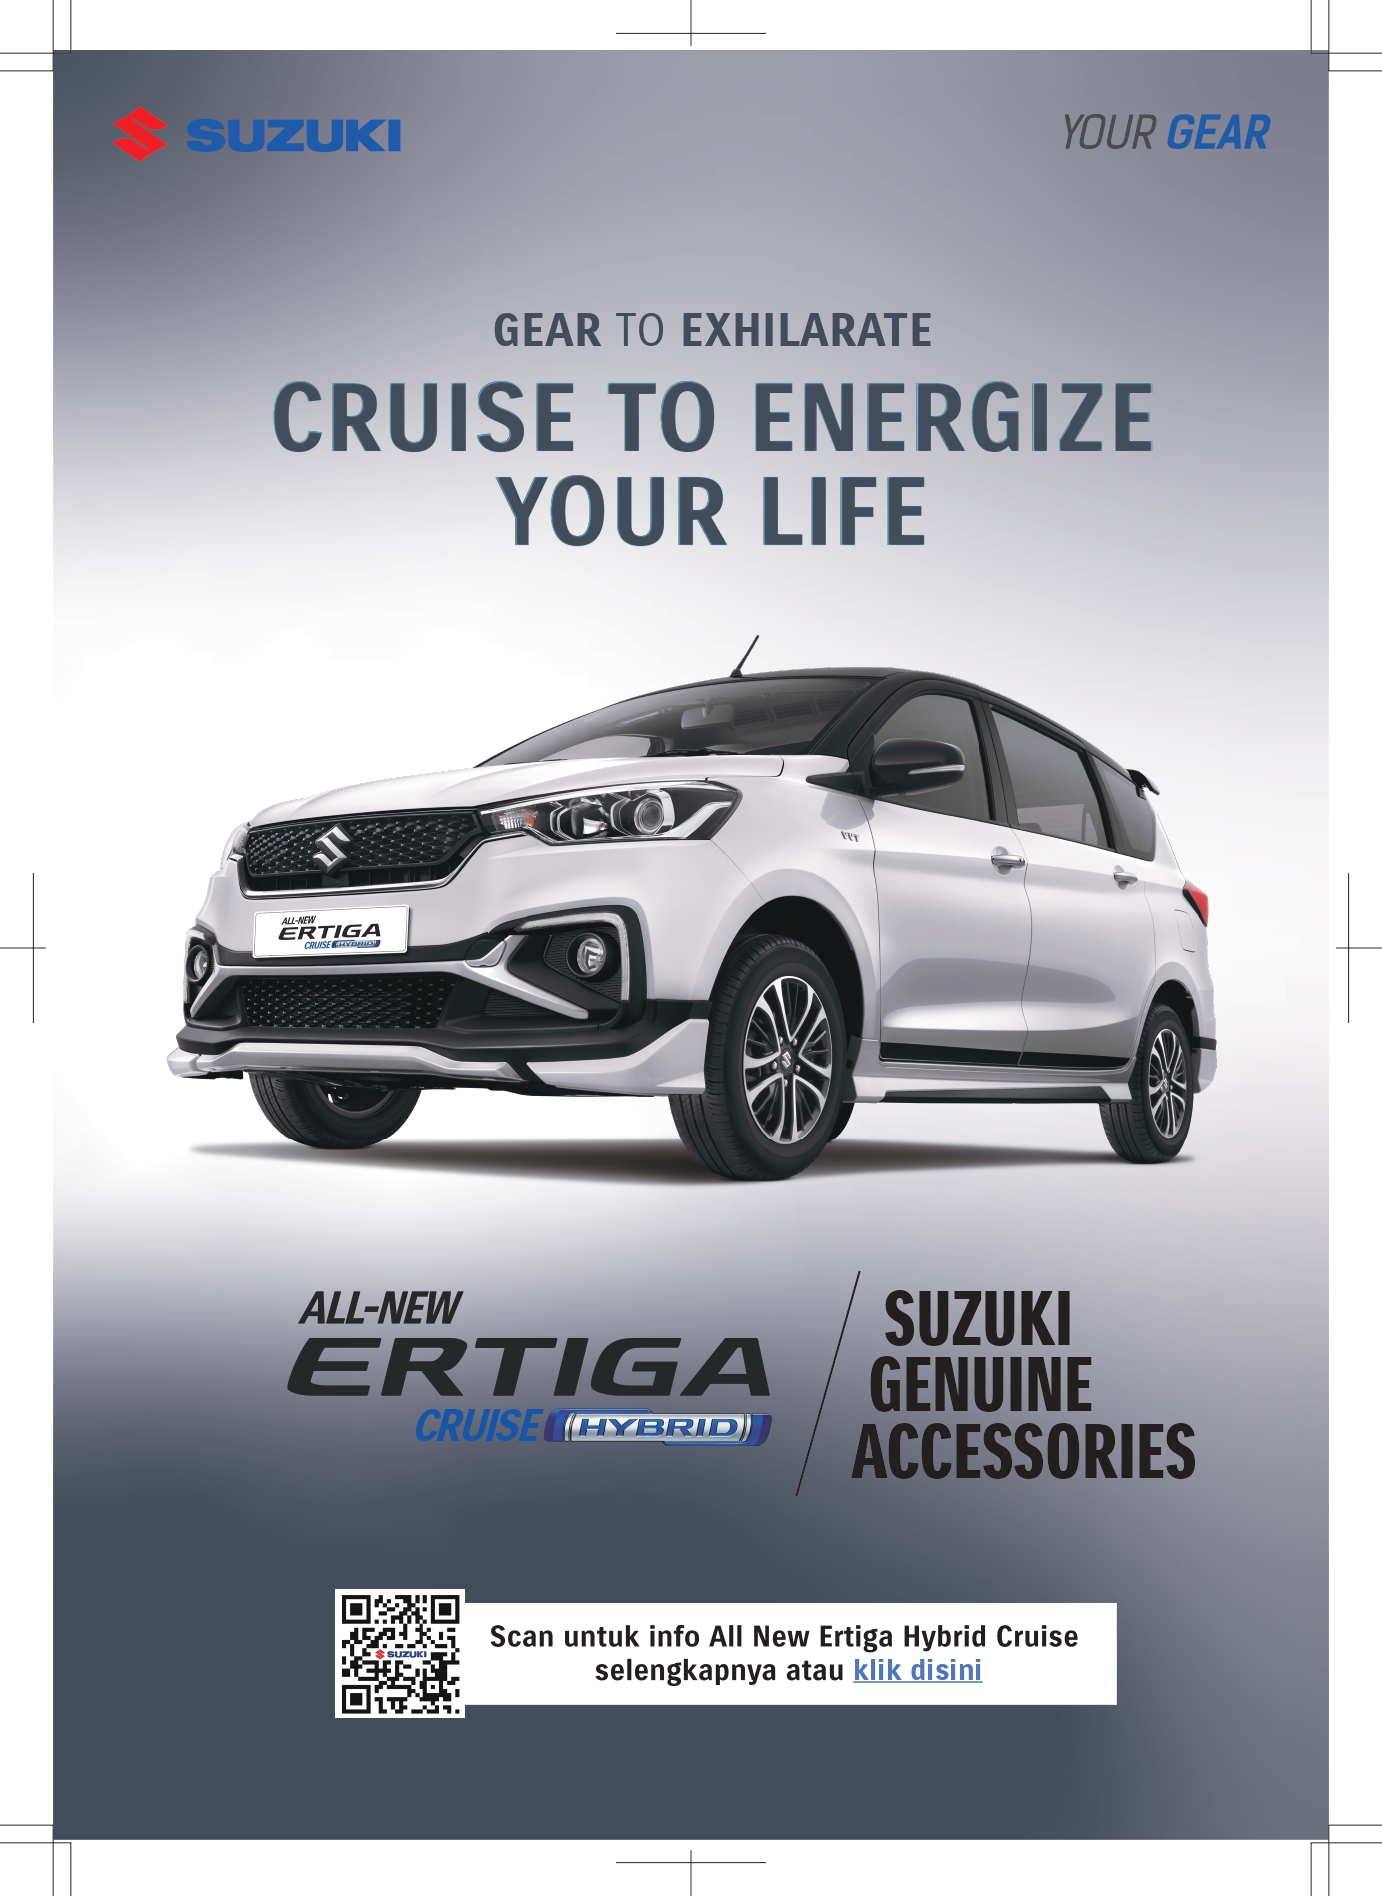 SUZUKI
YOUR GEAR
GEAR TO EXHILARATE
CRUISE TO ENERGIZE
YOUR LIFE
ALL-NEW
ERTIGA
CRUISE HYBRID
ALL-NEW
ERTIGA
CRUISE HYBRID
SUZUKI
GENUINE
ACCESSORIES
SUZUKI
Scan untuk info All New Ertiga Hybrid Cruise
selengkapnya atau klik disini